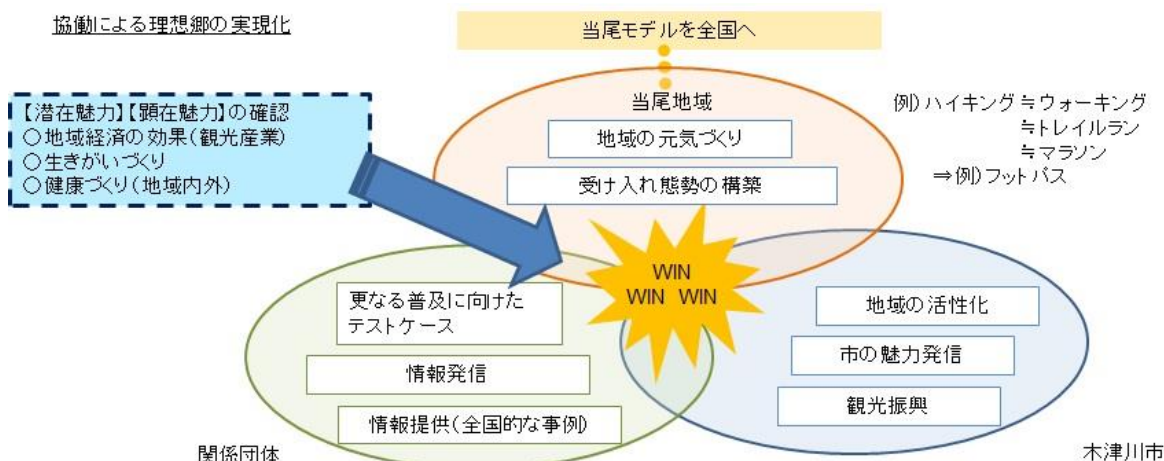 協働による理想郷の実現化
当尾モデルを全国へ
【潜在魅力】【顕在魅力】の確認
○地域経済の効果(観光産業)
○生きがいづくり
○健康づくり(地域内外)
当尾地域
地域の元気づくり
受け入れ態勢の構築
例)ハイキング≒ウォーキング
≒トレイルラン
≒マラソン
⇒例)フットパス
WIN
WIN WIN
更なる普及に向けた
テストケース
情報発信
情報提供(全国的な事例)
関係団体
地域の活性化
市の魅力発信
観光振興
木津川市